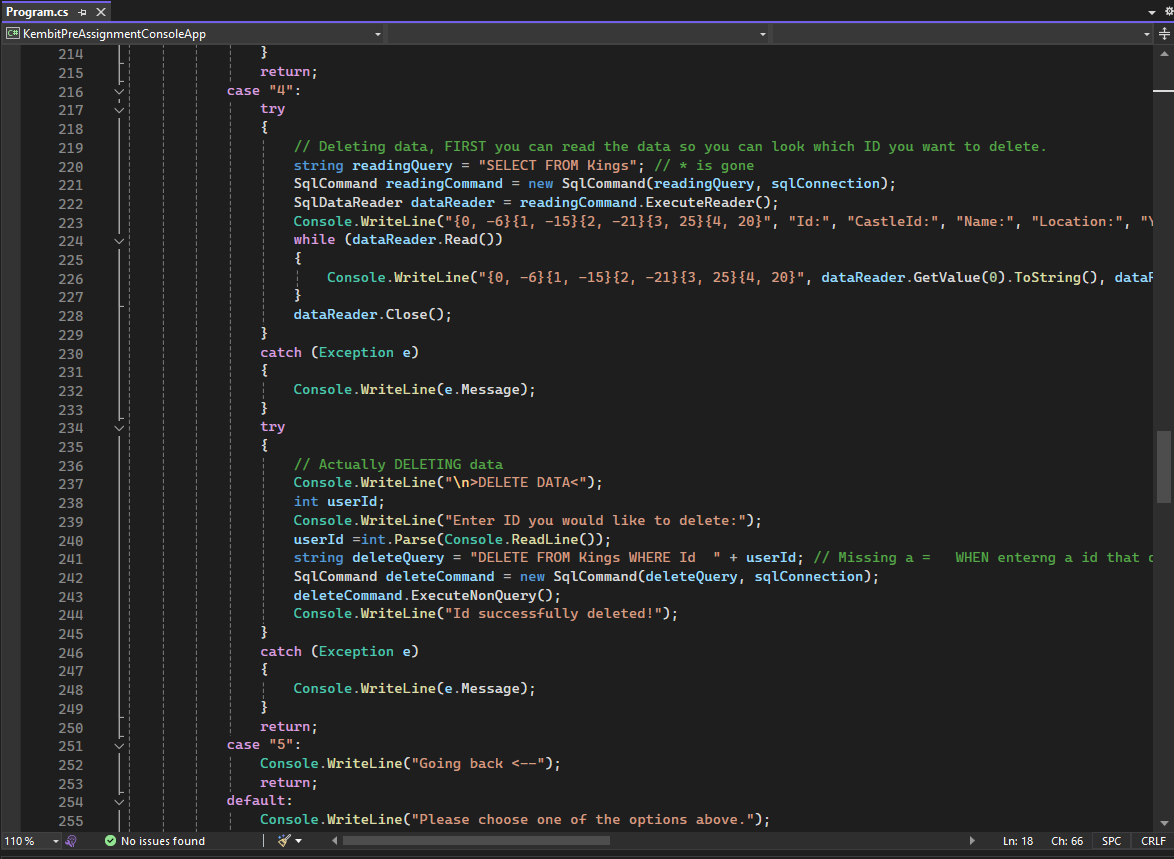 Program.cs
C# KembitPreAssignmentConsoleApp
214 }
215 return;
216 case "4":
217 try
218 {
219 // Deleting data, FIRST you can read the data so you can look which ID you want to delete.
220 string readingQuery = "SELECT FROM Kings"; // * is gone
221 SqlCommand readingCommand = new SqlCommand(readingQuery, sqlConnection);
222 SqlDataReader dataReader = readingCommand.ExecuteReader();
223 Console.WriteLine("{0, -6}{1, -15}{2, -21}{3, 25}{4, 20}", "Id:", "CastleId:", "Name:", "Location:", "Y
224 while (dataReader.Read())
225 {
226 Console.WriteLine("{0, -6}{1, -15}{2, -21}{3, 25}{4, 20}", dataReader.GetValue(0).ToString(), dataR
227 }
228 dataReader.Close();
229 }
230 catch (Exception e)
231 {
232 Console.WriteLine(e.Message);
233 }
234 try
235 {
236 // Actually DELETING data
237 Console.WriteLine("\n>DELETE DATA<");
238 int userId;
239 Console.WriteLine("Enter ID you would like to delete:");
240 userId =int.Parse(Console.ReadLine());
241 string deleteQuery = "DELETE FROM Kings WHERE Id  " + userId; // Missing a =   WHEN enterng a id that d
242 SqlCommand deleteCommand = new SqlCommand(deleteQuery, sqlConnection);
243 deleteCommand.ExecuteNonQuery();
244 Console.WriteLine("Id successfully deleted!");
245 }
246 catch (Exception e)
247 {
248 Console.WriteLine(e.Message);
249 }
250 return;
251 case "5":
252 Console.WriteLine("Going back <--");
253 return;
254 default:
255 Console.WriteLine("Please choose one of the options above.");
110 % No issues found Ln: 18 Ch: 66 SPC CRLF